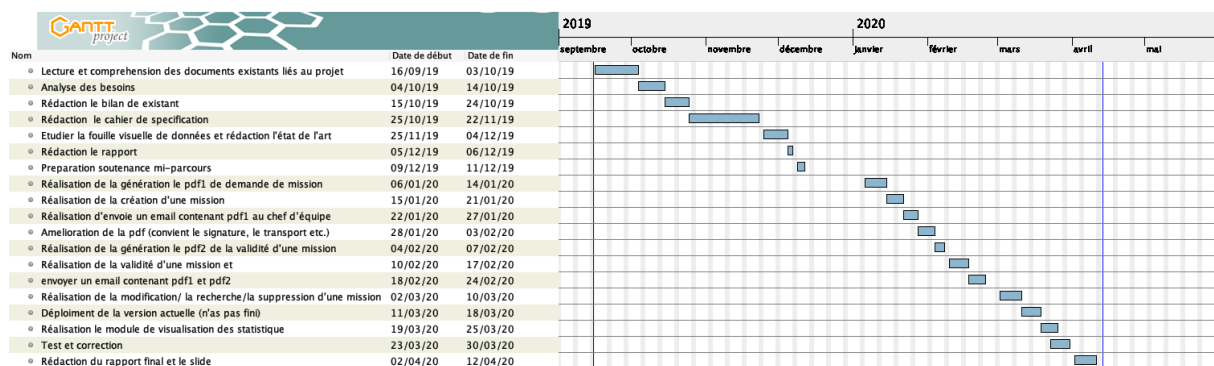 GANTT project
2019 2020
septembre octobre novembre décembre janvier février mars avril mai
Nom Date de début Date de fin
Lecture et comprehension des documents existants liés au projet 16/09/19 03/10/19
Analyse des besoins 04/10/19 14/10/19
Rédaction le bilan de existant 15/10/19 24/10/19
Rédaction le cahier de specification 25/10/19 22/11/19
Etudier la fouille visuelle de données et rédaction l'état de l'art 25/11/19 04/12/19
Rédaction le rapport 05/12/19 06/12/19
Preparation soutenance mi-parcours 09/12/19 11/12/19
Réalisation de la génération le pdf1 de demande de mission 06/01/20 14/01/20
Réalisation de la création d'une mission 15/01/20 21/01/20
Réalisation d'envoie un email contenant pdf1 au chef d'équipe 22/01/20 27/01/20
Amelioration de la pdf (convient le signature, le transport etc.) 28/01/20 03/02/20
Réalisation de la génération le pdf2 de la validité d'une mission 04/02/20 07/02/20
Réalisation de la validité d'une mission et 10/02/20 17/02/20
envoyer un email contenant pdf1 et pdf2 18/02/20 24/02/20
Réalisation de la modification/ la recherche/la suppression d'une mission 02/03/20 10/03/20
Déploiment de la version actuelle (n'as pas fini) 11/03/20 18/03/20
Réalisation le module de visualisation des statistique 19/03/20 25/03/20
Test et correction 23/03/20 30/03/20
Rédaction du rapport final et le slide 02/04/20 12/04/20